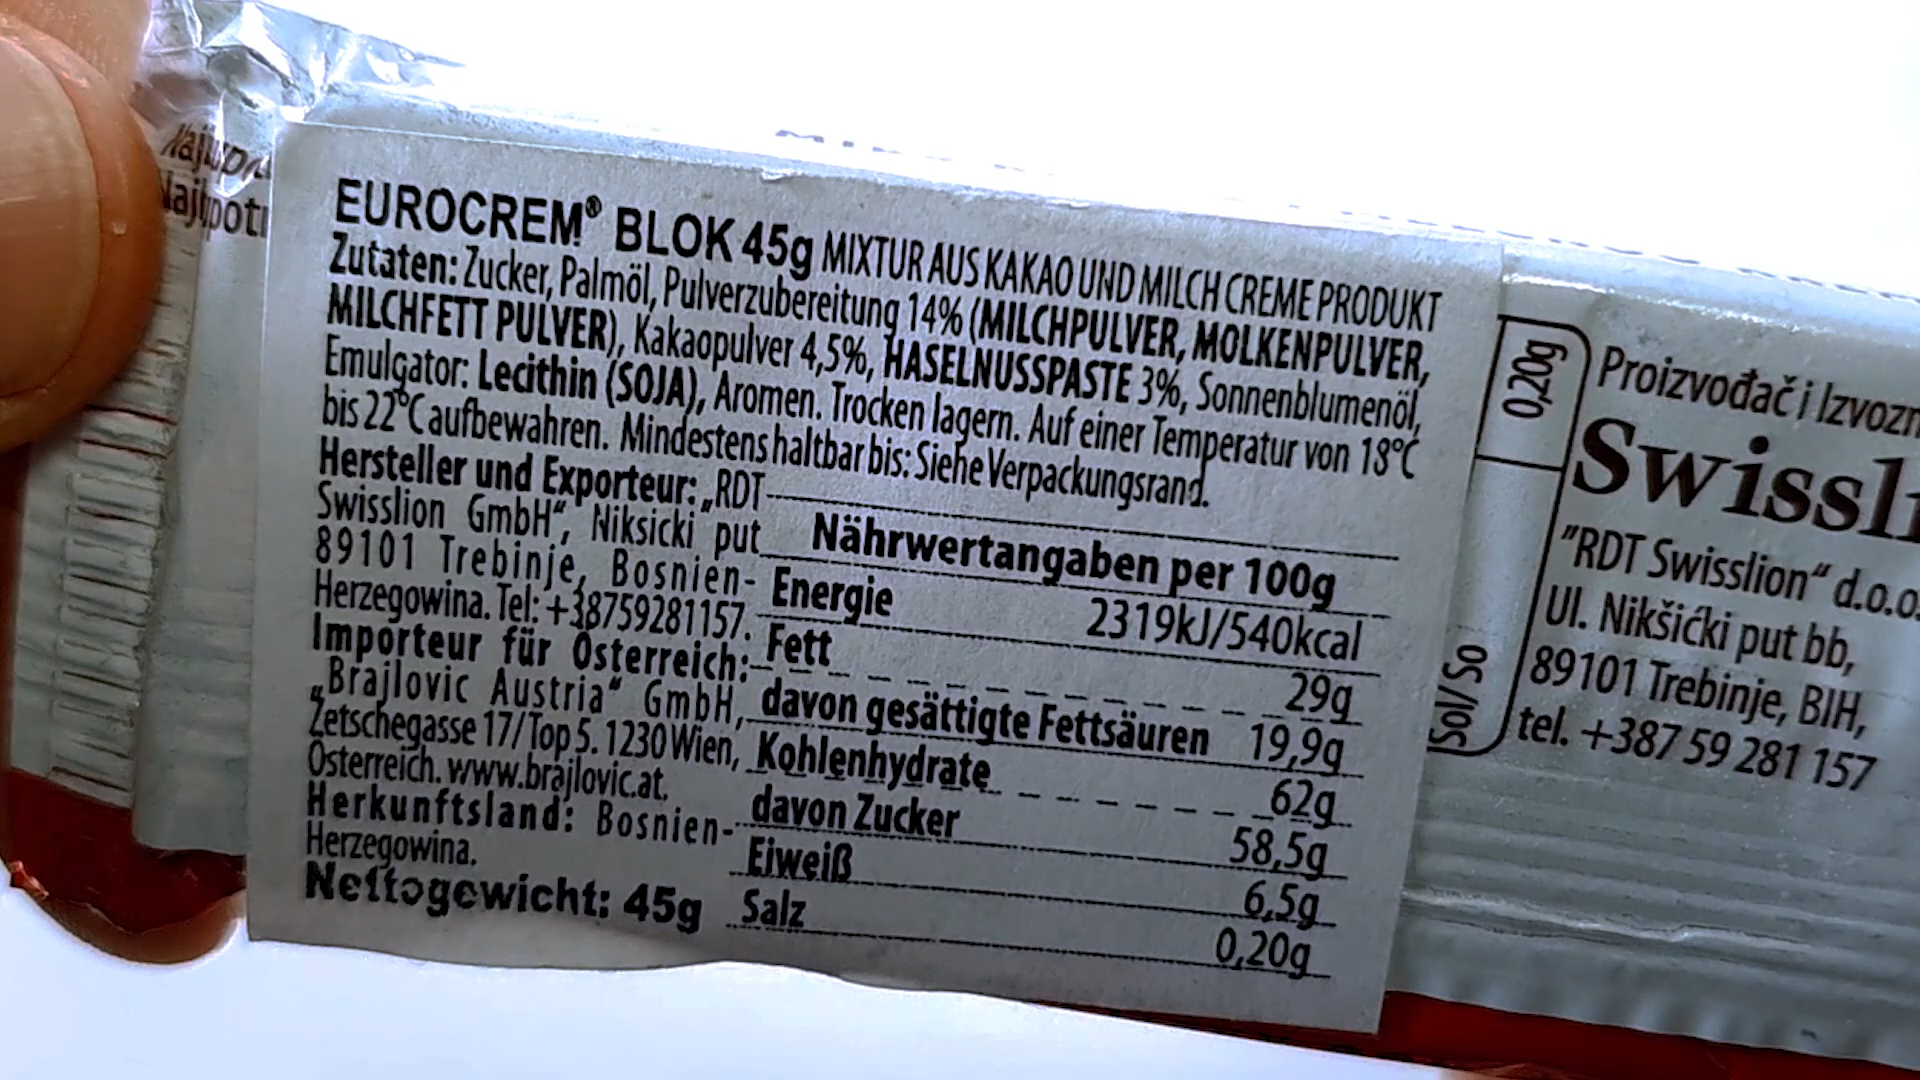 EUROCREM® BLOK 45g MIXTUR AUS KAKAO UND MILCH CREME PRODUKT
Zutaten: Zucker, Palmöl, Pulverzubereitung 14% (MILCHPULVER, MOLKENPULVER,
MILCHFETT PULVER), Kakaopulver 4,5%, HASELNUSSPASTE 3%, Sonnenblumenöl,
Emulgator: Lecithin (SOJA), Aromen. Trocken lagern. Auf einer Temperatur von 18°C
bis 22°C aufbewahren. Mindestens haltbar bis: Siehe Verpackungsrand.
Hersteller und Exporteur: „RDT
Swisslion GmbH“, Niksicki put
89101 Trebinje, Bosnien-
Herzegowina. Tel: +38759281157.
Importeur für Österreich:
„Brajlovic Austria“ GmbH,
Zetschegasse 17/Top 5. 1230 Wien,
Österreich. www.brajlovic.at.
Herkunftsland: Bosnien-
Herzegowina.
Nettogewicht: 45g
Nährwertangaben per 100g
Energie 2319kJ/540kcal
Fett 29g
davon gesättigte Fettsäuren 19,9g
Kohlenhydrate 62g
davon Zucker 58,5g
Eiweiß 6,5g
Salz 0,20g
0,20g
Sol / So
Proizvođač i Izvozn
Swissli
"RDT Swisslion“ d.o.o.
Ul. Nikšićki put bb,
89101 Trebinje, BIH,
tel. +387 59 281 157